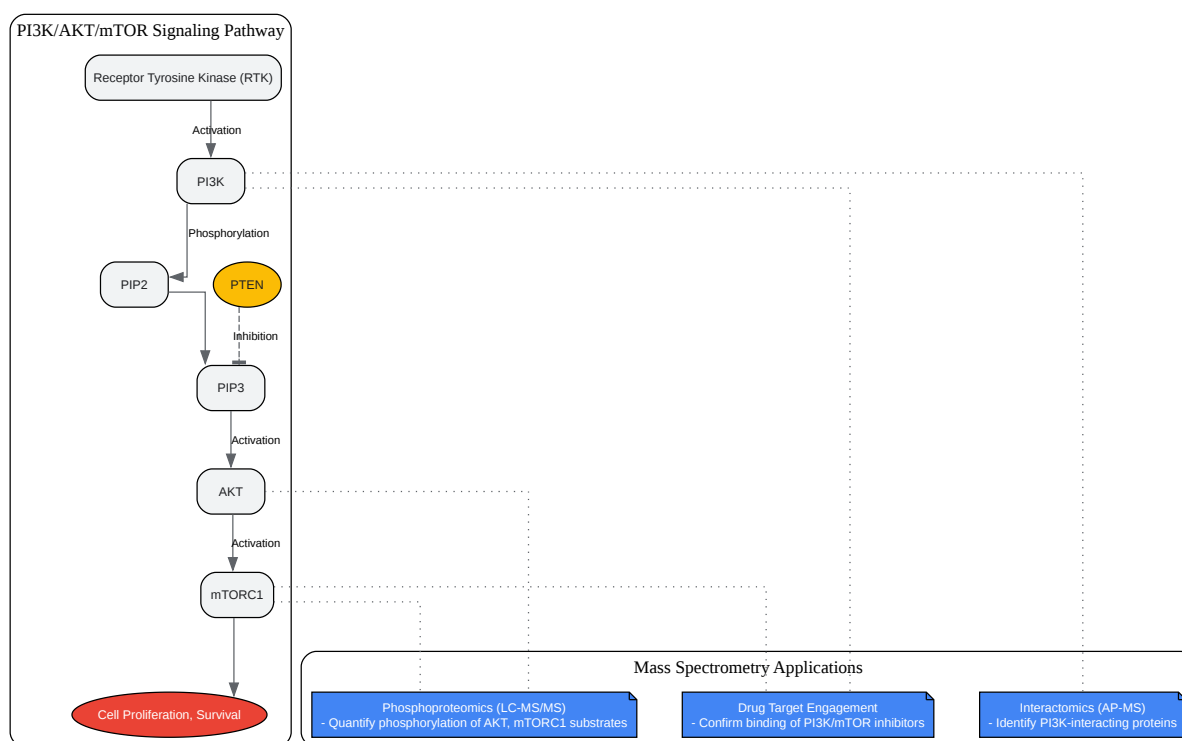 PI3K/AKT/mTOR Signaling Pathway
Receptor Tyrosine Kinase (RTK)
Activation
PI3K
Phosphorylation
PIP2
PTEN
Inhibition
PIP3
Activation
AKT
Activation
mTORC1
Cell Proliferation, Survival
Mass Spectrometry Applications
Phosphoproteomics (LC-MS/MS)
- Quantify phosphorylation of AKT, mTORC1 substrates
Drug Target Engagement
- Confirm binding of PI3K/mTOR inhibitors
Interactomics (AP-MS)
- Identify PI3K-interacting proteins